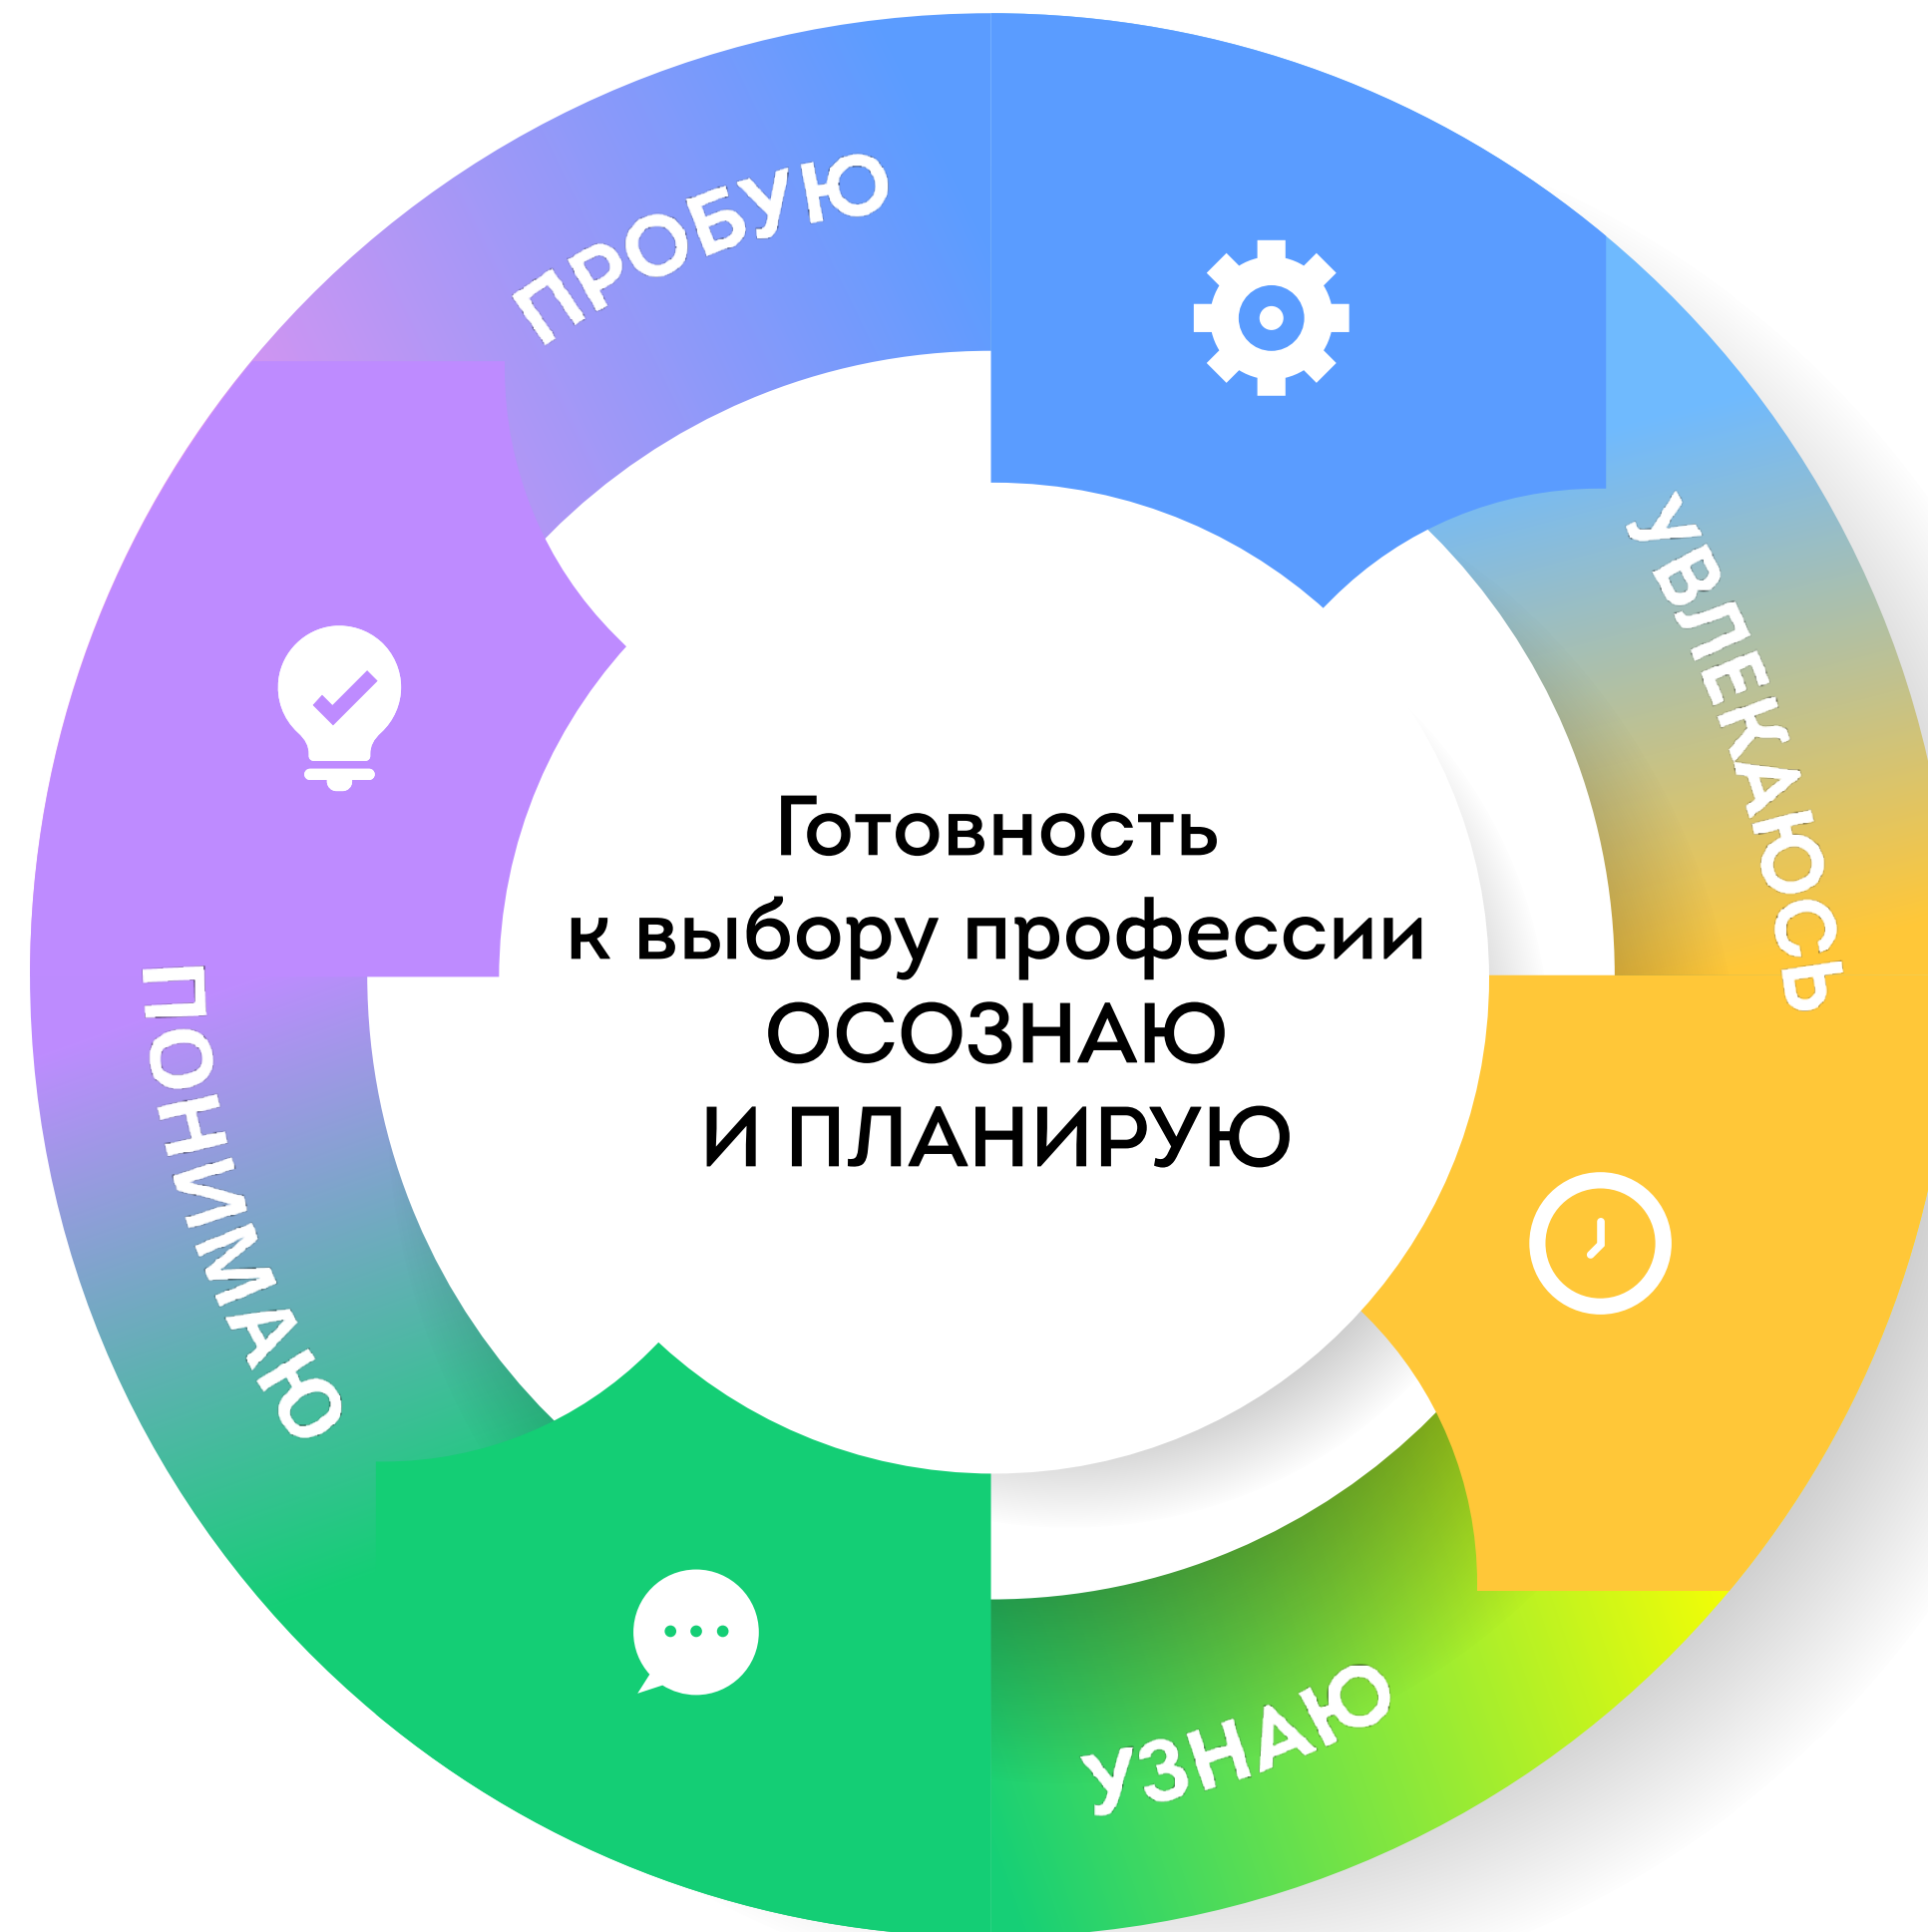 ПРОБУЮ
УВЛЕКАЮСЬ
Готовность
к выбору профессии
ОСОЗНАЮ
И ПЛАНИРУЮ
ПОНИМАЮ
УЗНАЮ